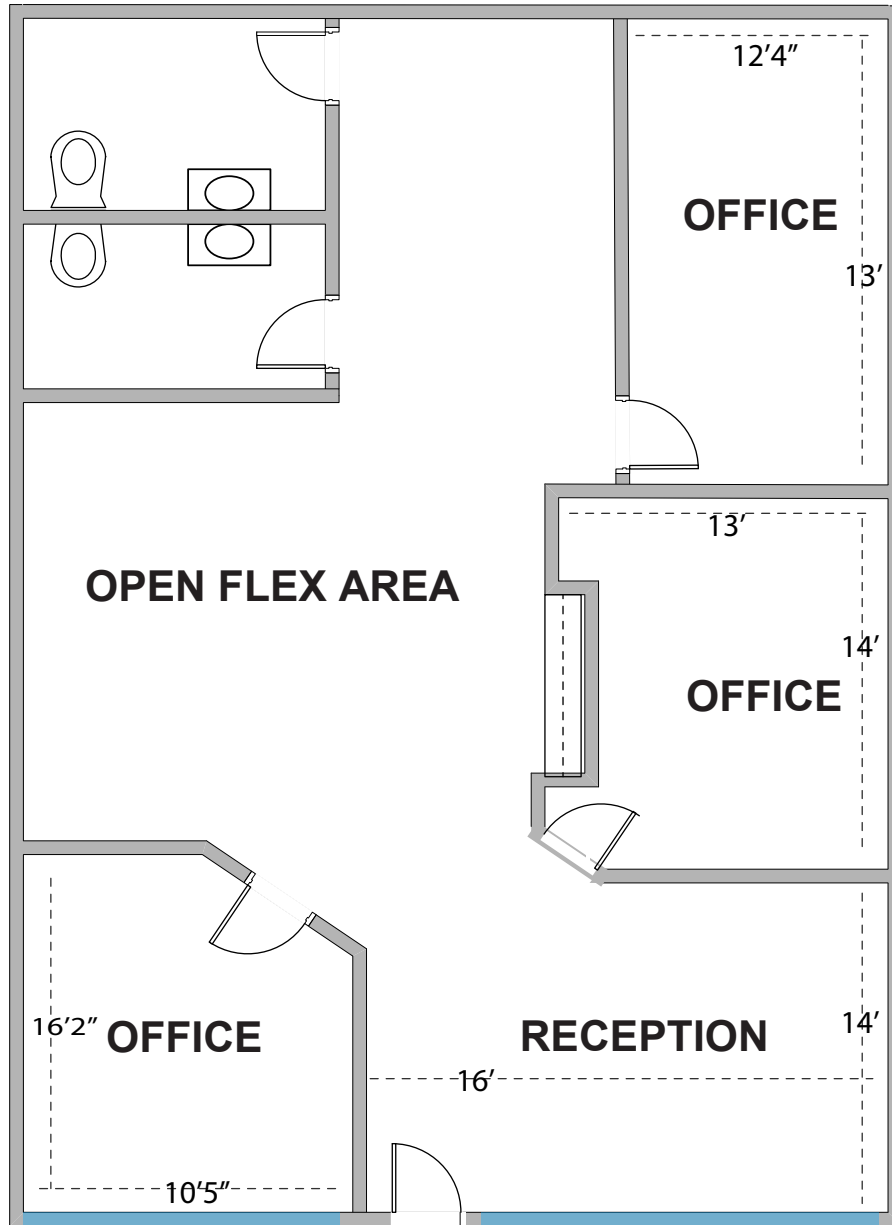 12’4”
OFFICE
13’
13’
OPEN FLEX AREA
14’
OFFICE
16’2”
OFFICE
RECEPTION
14’
16’
10’5”